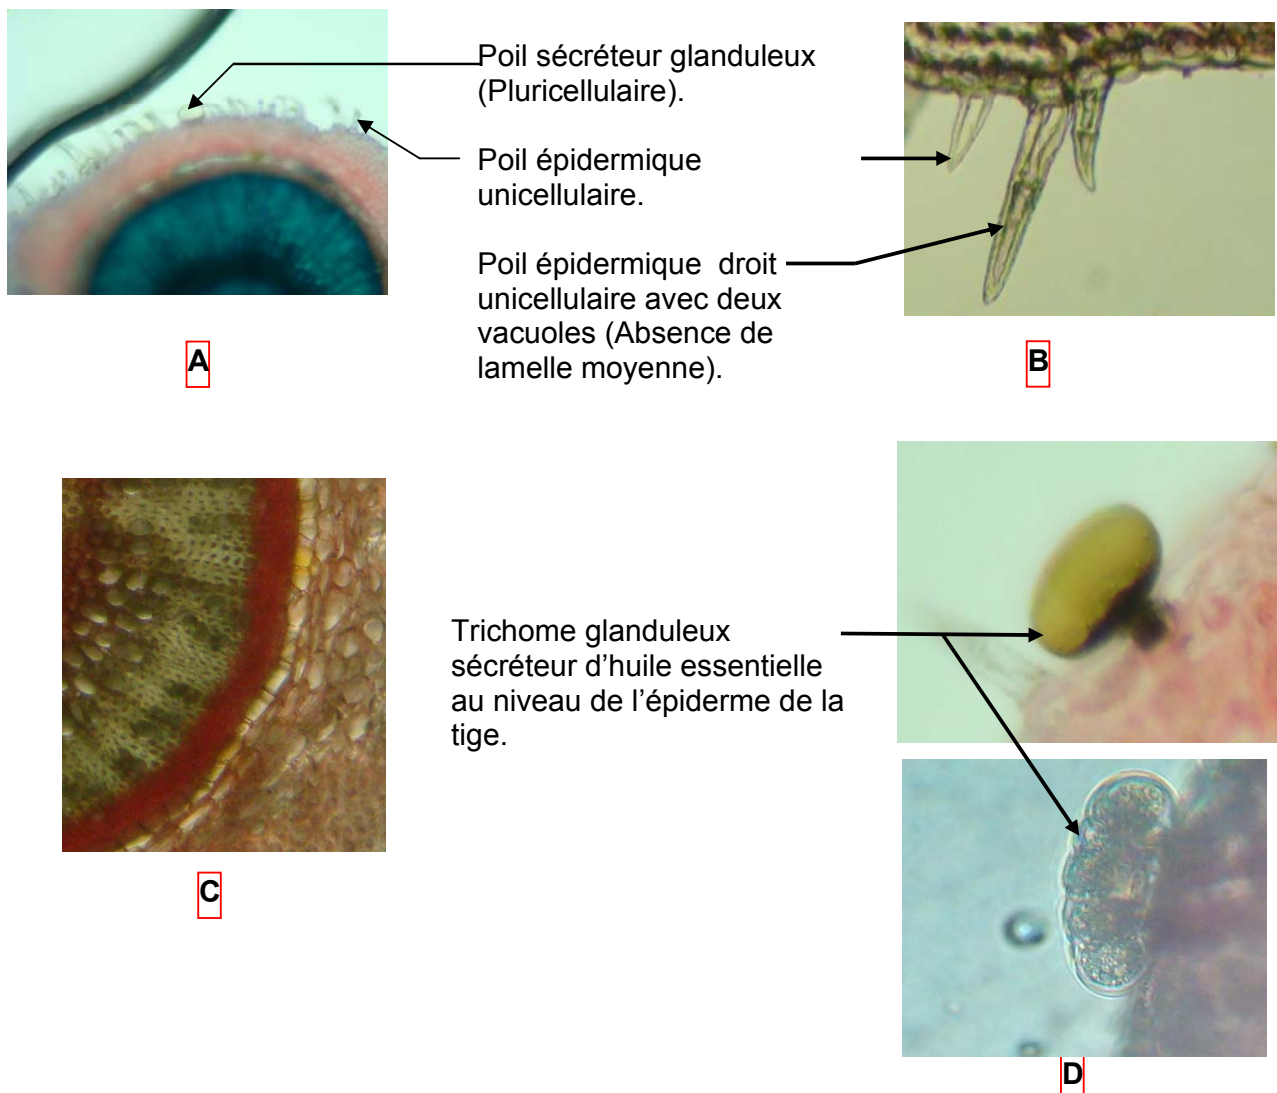 Poil sécréteur glanduleux
(Pluricellulaire).
Poil épidermique
unicellulaire.
Poil épidermique droit
unicellulaire avec deux
vacuoles (Absence de
lamelle moyenne).
A
B
Trichome glanduleux
sécréteur d’huile essentielle
au niveau de l’épiderme de la
tige.
C
D